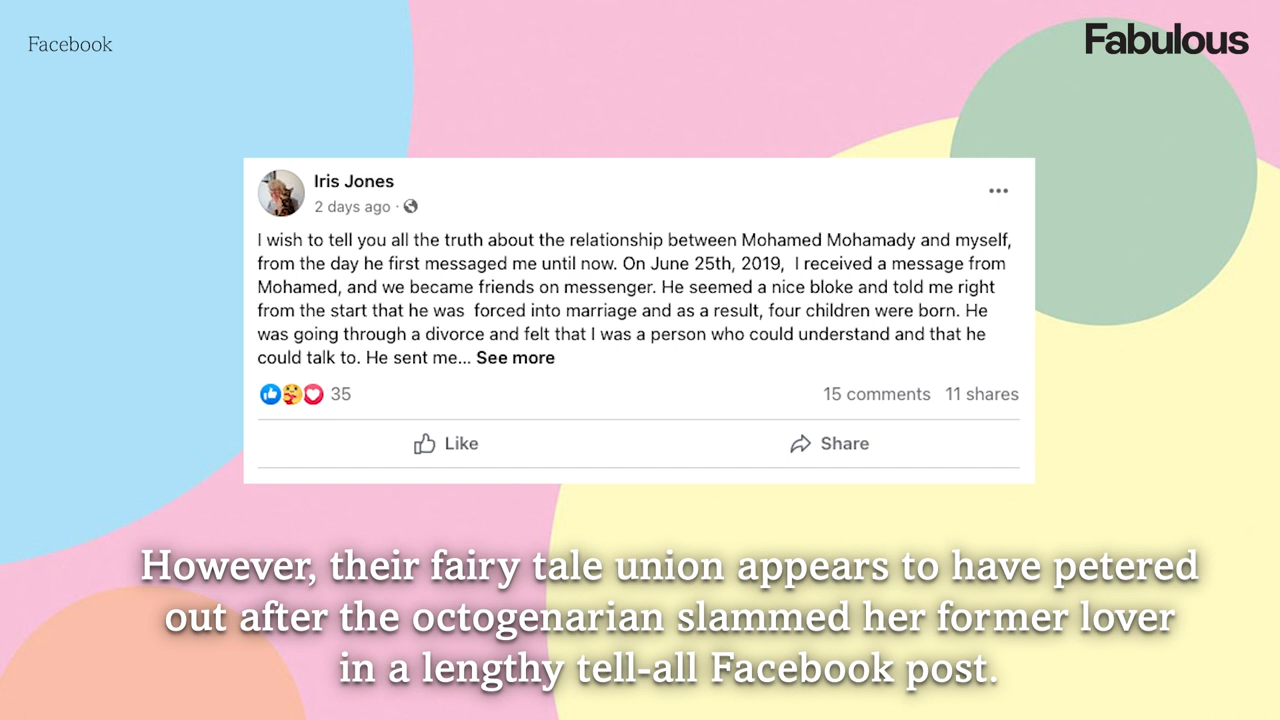 Facebook
Fabulous
Iris Jones
2 days ago ·
I wish to tell you all the truth about the relationship between Mohamed Mohamady and myself,
from the day he first messaged me until now. On June 25th, 2019, I received a message from
Mohamed, and we became friends on messenger. He seemed a nice bloke and told me right
from the start that he was forced into marriage and as a result, four children were born. He
was going through a divorce and felt that I was a person who could understand and that he
could talk to. He sent me... See more
35
15 comments 11 shares
Like
Share
However, their fairy tale union appears to have petered
out after the octogenarian slammed her former lover
in a lengthy tell-all Facebook post.